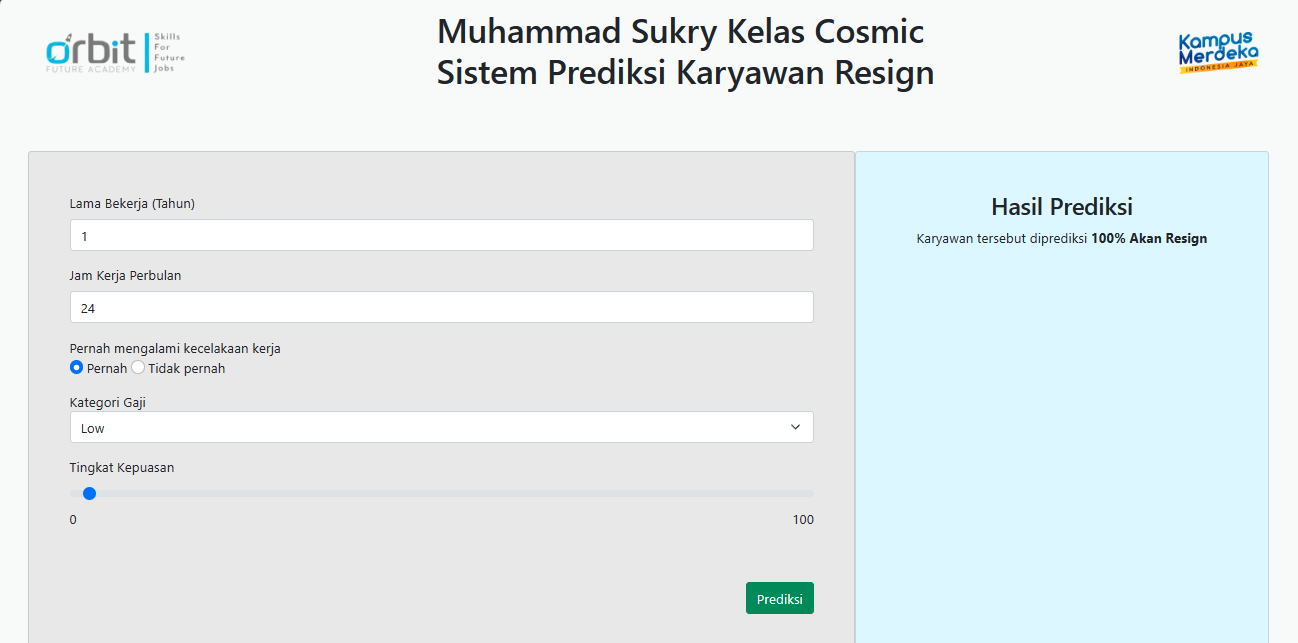 orbit
FUTURE ACADEMY
Skills
For
Future
Jobs
Muhammad Sukry Kelas Cosmic
Sistem Prediksi Karyawan Resign
Kampus
Merdeka
INDONESIA JAYA
Lama Bekerja (Tahun)
1
Jam Kerja Perbulan
24
Pernah mengalami kecelakaan kerja
Pernah Tidak pernah
Kategori Gaji
Low
Tingkat Kepuasan
0 100
Prediksi
Hasil Prediksi
Karyawan tersebut diprediksi 100% Akan Resign